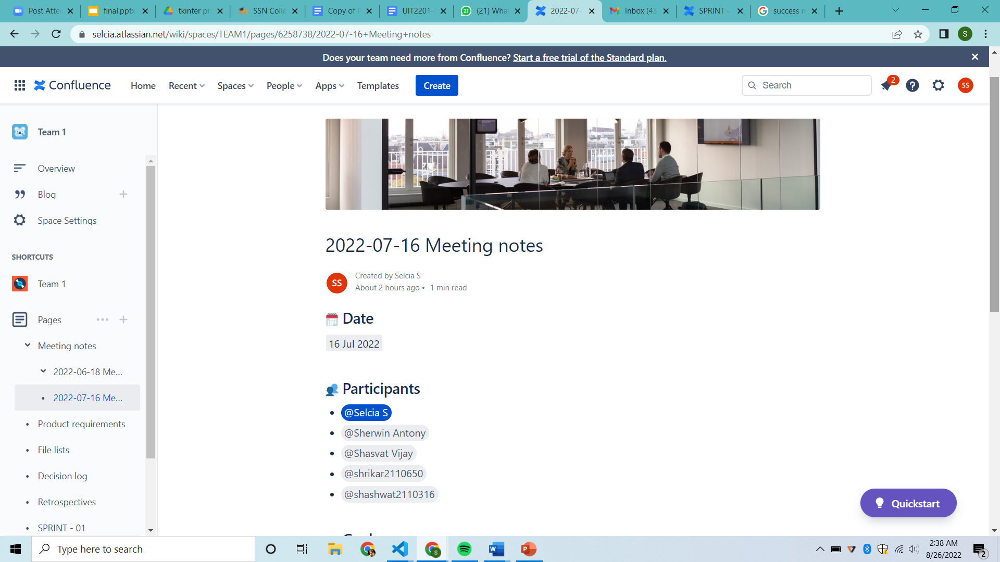 Post Atte
final.pptx
tkinter pr
SSN Colle
Copy of P
UIT2201-
(21) What
2022-07-
Inbox (43
SPRINT -
success m
selcia.atlassian.net/wiki/spaces/TEAM1/pages/6258738/2022-07-16+Meeting+notes
S
Does your team need more from Confluence? Start a free trial of the Standard plan.
Confluence
Home
Recent
Spaces
People
Apps
Templates
Create
Search
2
SS
Team 1
Overview
Blog
Space Settings
SHORTCUTS
Team 1
Pages
Meeting notes
2022-06-18 Me...
2022-07-16 Me...
Product requirements
File lists
Decision log
Retrospectives
SPRINT - 01
2022-07-16 Meeting notes
SS
Created by Selcia S
About 2 hours ago • 1 min read
Date
16 Jul 2022
Participants
@Selcia S
@Sherwin Antony
@Shasvat Vijay
@shrikar2110650
@shashwat2110316
Quickstart
Type here to search
2:38 AM
8/26/2022
2